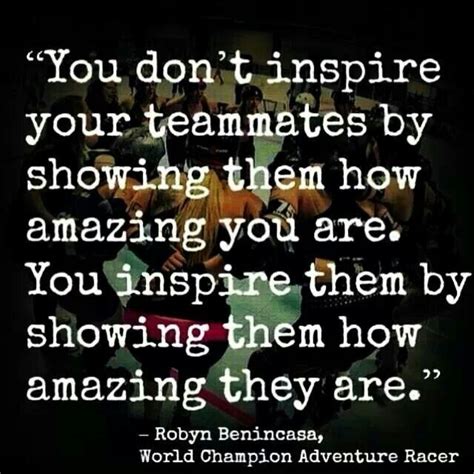 “You don’t inspire
your teammates by
showing them how
amazing you are.
You inspire them by
showing them how
amazing they are.”
– Robyn Benincasa,
World Champion Adventure Racer